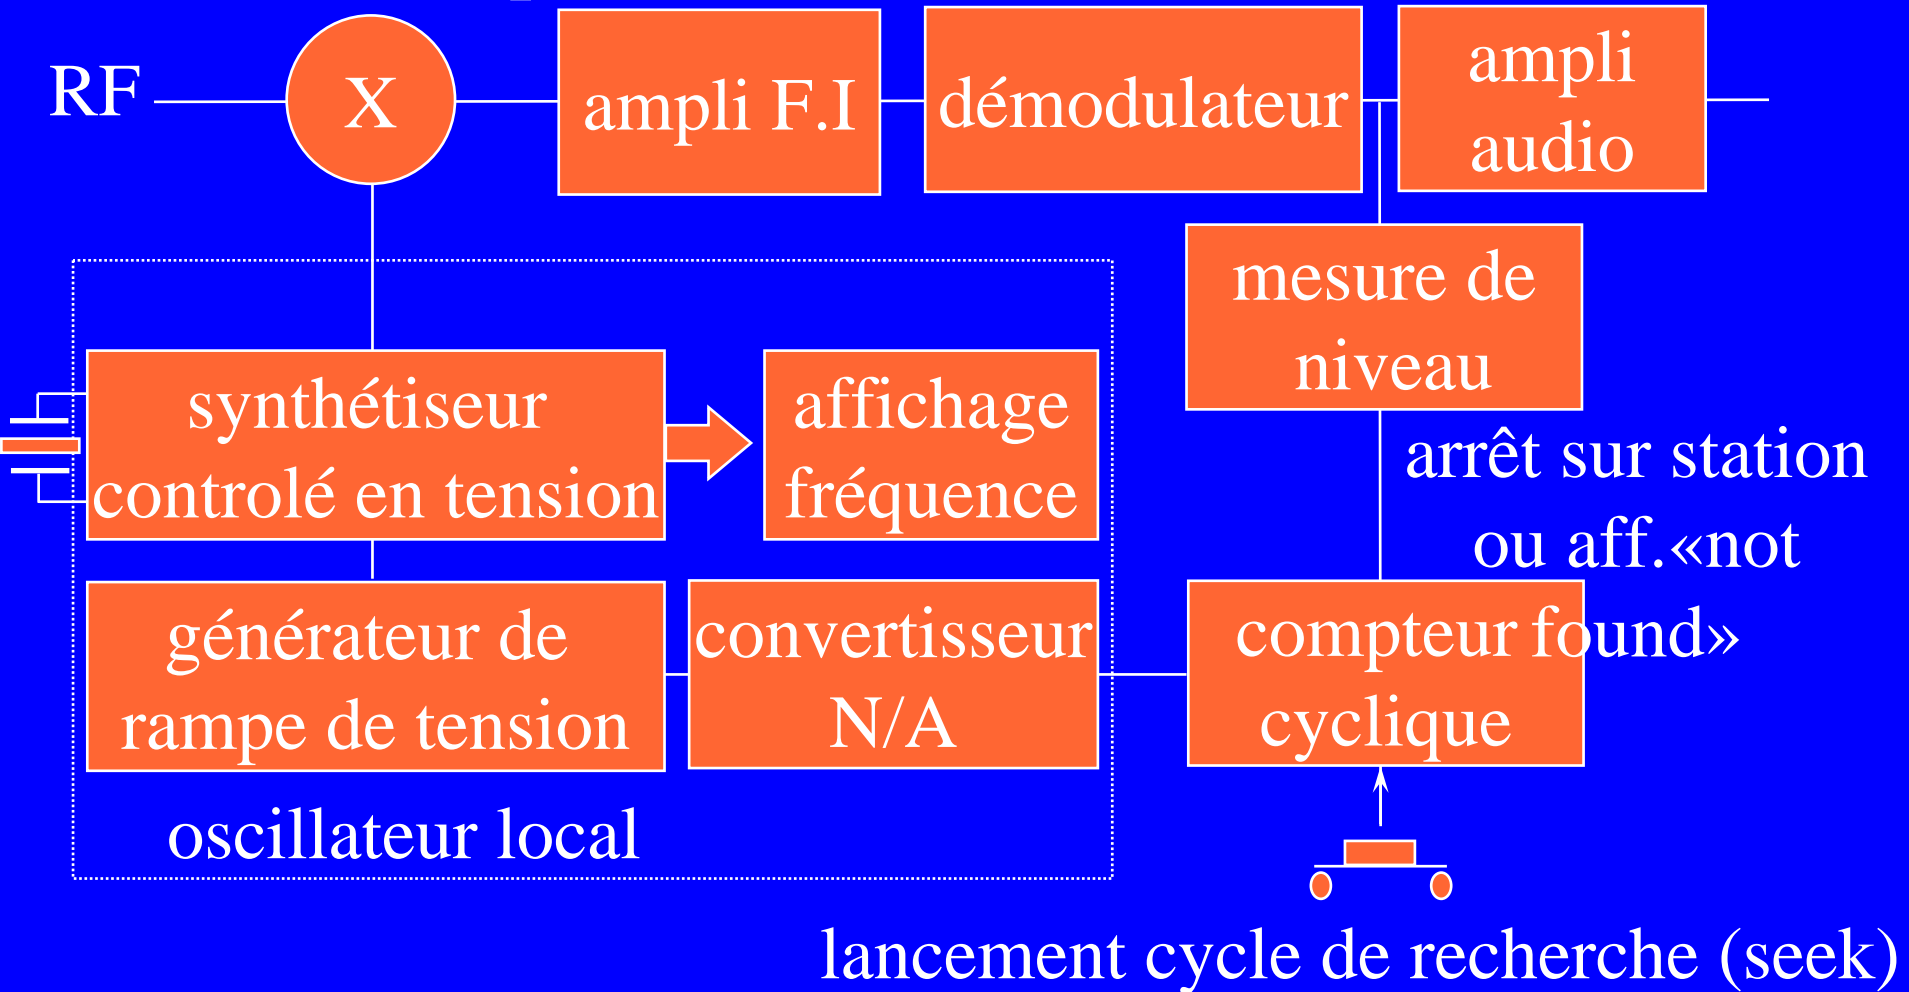 RF
X
ampli F.I
démodulateur
ampli
audio
mesure de
niveau
synthétiseur
controlé en tension
affichage
fréquence
arrêt sur station
ou aff.«not
found»
générateur de
rampe de tension
convertisseur
N/A
compteur
cyclique
oscillateur local
lancement cycle de recherche (seek)